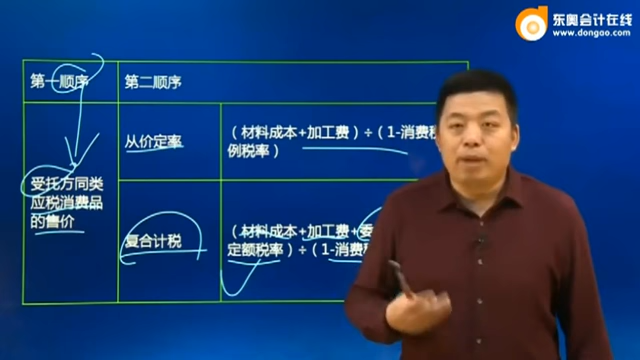 东奥会计在线
www.dongao.com
第一顺序
第二顺序
受托方同类
应税消费品
的售价
从价定率
（材料成本+加工费）÷（1-消费税
例税率）
复合计税
（材料成本+加工费+委
定额税率）÷（1-消费